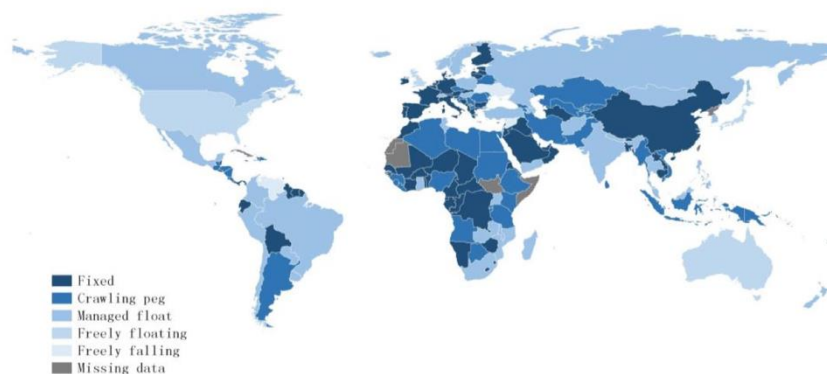 Fixed
Crawling peg
Managed float
Freely floating
Freely falling
Missing data